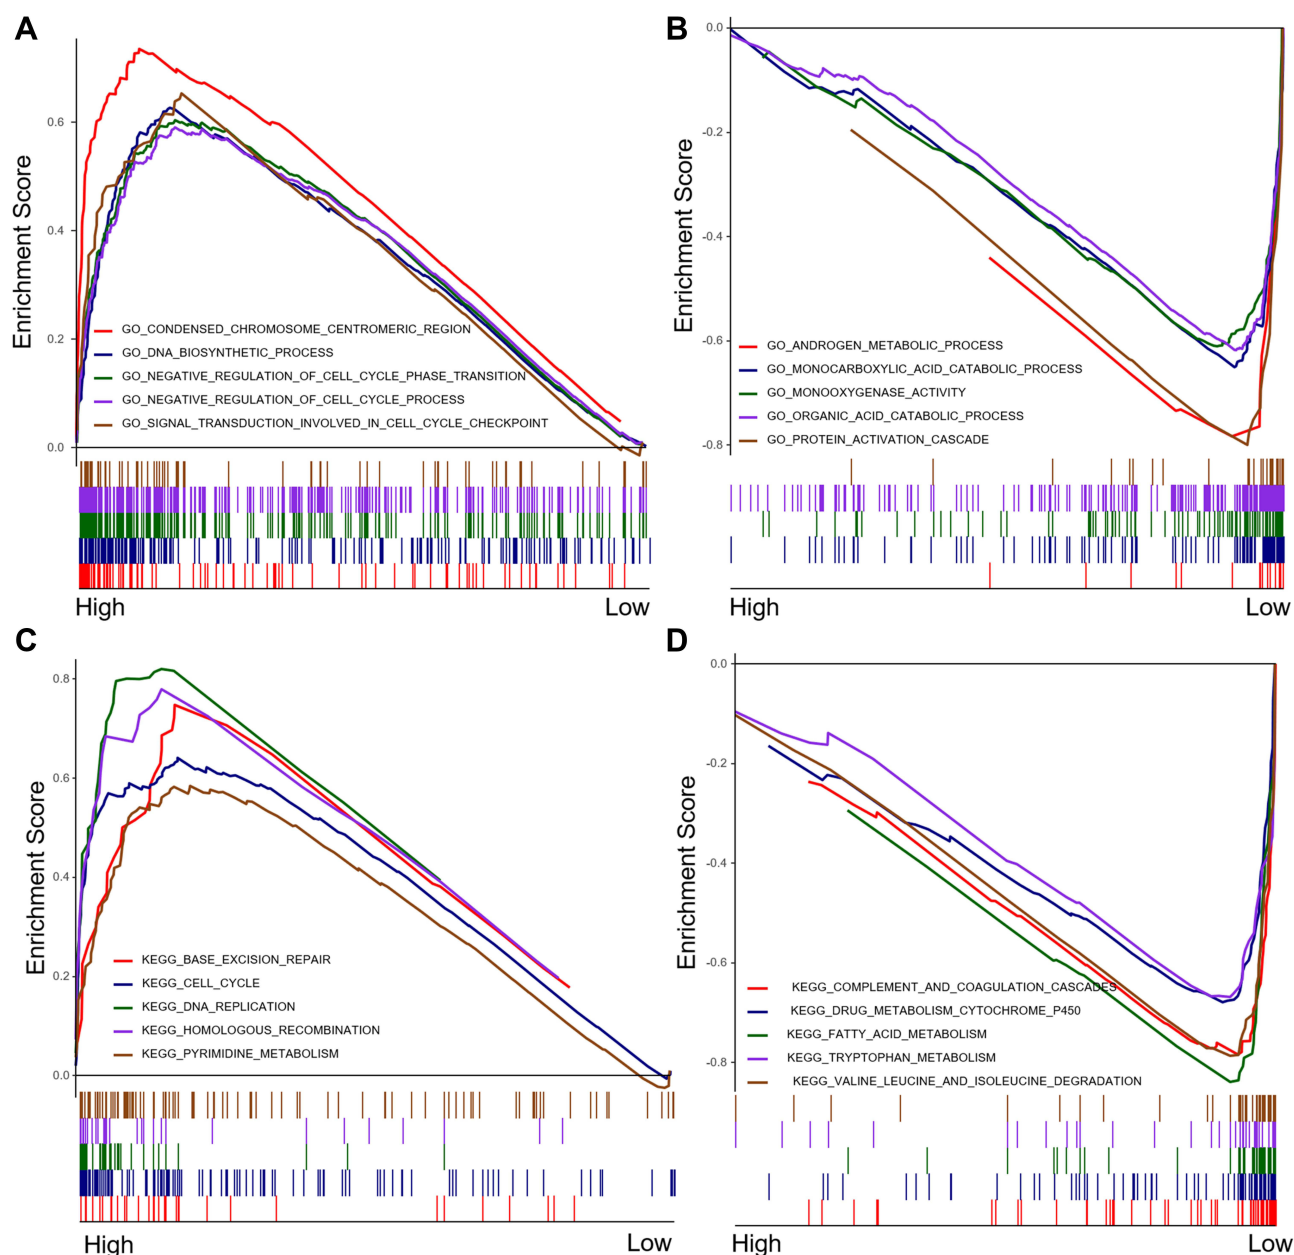 A
Enrichment Score
0.6
0.4
0.2
0.0
GO_CONDENSED_CHROMOSOME_CENTROMERIC_REGION
GO_DNA_BIOSYNTHETIC_PROCESS
GO_NEGATIVE_REGULATION_OF_CELL_CYCLE_PHASE_TRANSITION
GO_NEGATIVE_REGULATION_OF_CELL_CYCLE_PROCESS
GO_SIGNAL_TRANSDUCTION_INVOLVED_IN_CELL_CYCLE_CHECKPOINT
High Low
B
Enrichment Score
0.0
-0.2
-0.4
-0.6
-0.8
GO_ANDROGEN_METABOLIC_PROCESS
GO_MONOCARBOXYLIC_ACID_CATABOLIC_PROCESS
GO_MONOOXYGENASE_ACTIVITY
GO_ORGANIC_ACID_CATABOLIC_PROCESS
GO_PROTEIN_ACTIVATION_CASCADE
High Low
C
Enrichment Score
0.8
0.6
0.4
0.2
0.0
KEGG_BASE_EXCISION_REPAIR
KEGG_CELL_CYCLE
KEGG_DNA_REPLICATION
KEGG_HOMOLOGOUS_RECOMBINATION
KEGG_PYRIMIDINE_METABOLISM
High Low
D
Enrichment Score
0.0
-0.2
-0.4
-0.6
-0.8
KEGG_COMPLEMENT_AND_COAGULATION_CASCADES
KEGG_DRUG_METABOLISM_CYTOCHROME_P450
KEGG_FATTY_ACID_METABOLISM
KEGG_TRYPTOPHAN_METABOLISM
KEGG_VALINE_LEUCINE_AND_ISOLEUCINE_DEGRADATION
High Low